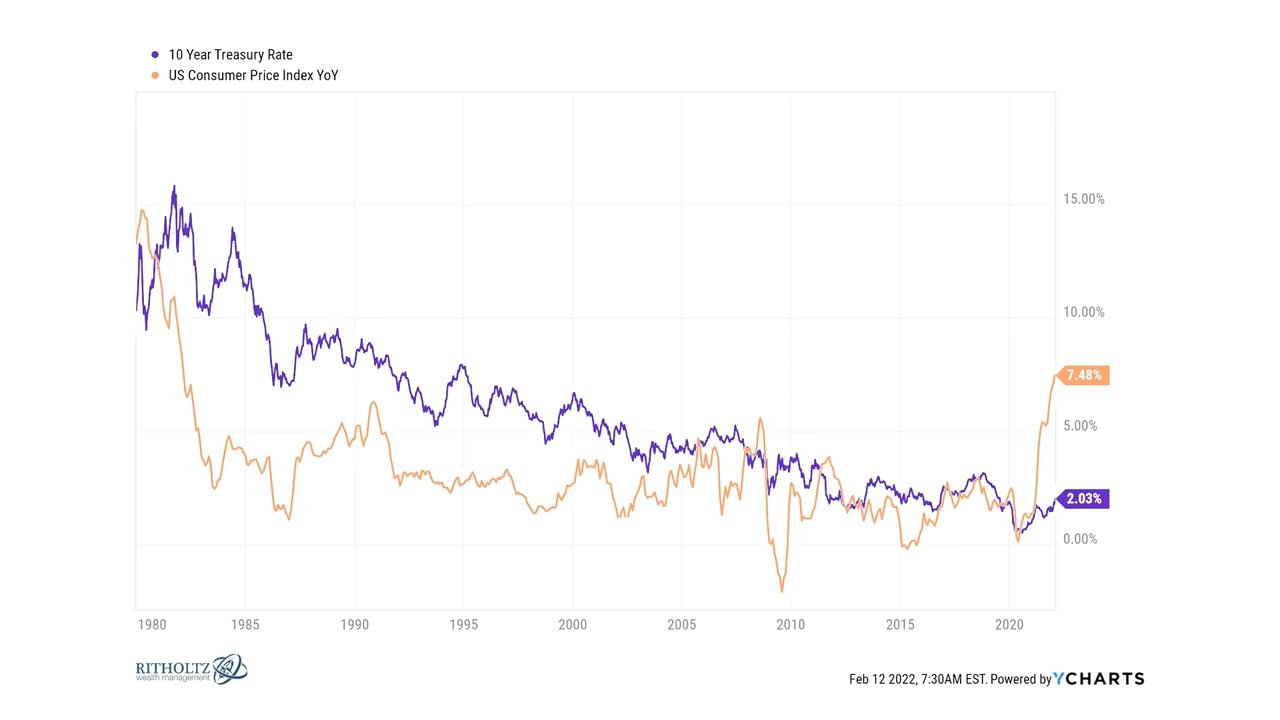 10 Year Treasury Rate
US Consumer Price Index YoY
15.00%
10.00%
7.48%
5.00%
2.03%
0.00%
1980 1985 1990 1995 2000 2005 2010 2015 2020
RITHOLTZ
wealth management
Feb 12 2022, 7:30AM EST. Powered by YCHARTS